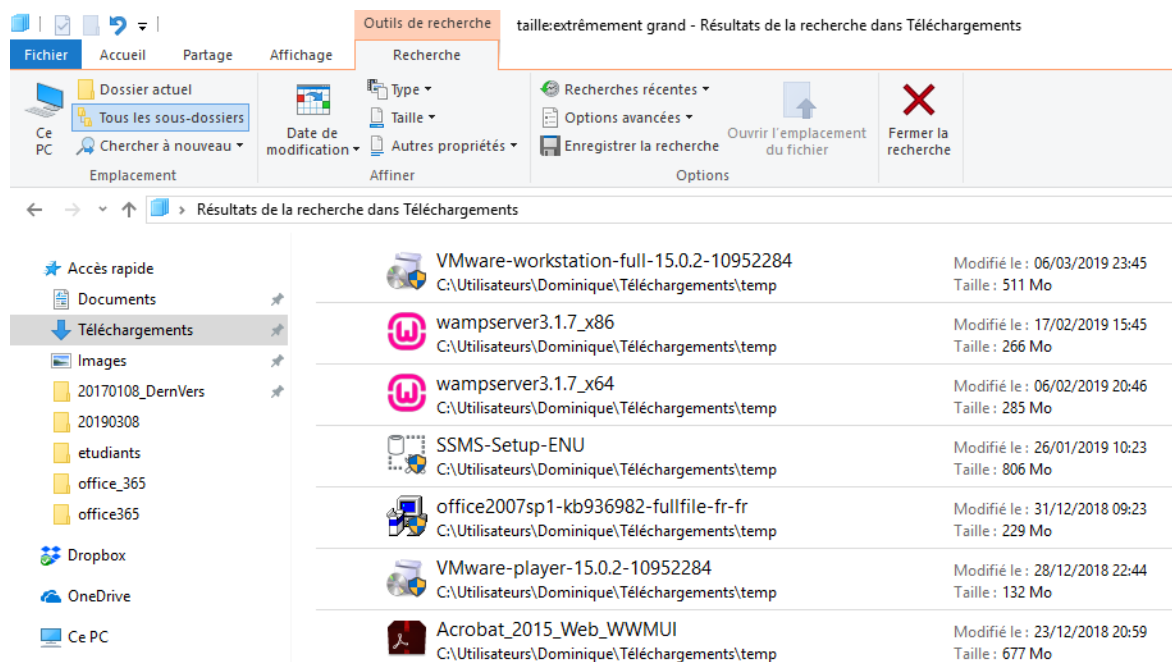 Outils de recherche
taille:extrêmement grand - Résultats de la recherche dans Téléchargements
Fichier Accueil Partage Affichage Recherche
Ce PC
Dossier actuel
Tous les sous-dossiers
Chercher à nouveau
Emplacement
Date de modification
Type
Taille
Autres propriétés
Affiner
Recherches récentes
Options avancées
Enregistrer la recherche
Ouvrir l'emplacement du fichier
Options
Fermer la recherche
Résultats de la recherche dans Téléchargements
Accès rapide
Documents
Téléchargements
Images
20170108_DernVers
20190308
etudiants
office_365
office365
Dropbox
OneDrive
Ce PC
VMware-workstation-full-15.0.2-10952284 Modifié le : 06/03/2019 23:45
C:\Utilisateurs\Dominique\Téléchargements\temp Taille : 511 Mo
wampserver3.1.7_x86 Modifié le : 17/02/2019 15:45
C:\Utilisateurs\Dominique\Téléchargements\temp Taille : 266 Mo
wampserver3.1.7_x64 Modifié le : 06/02/2019 20:46
C:\Utilisateurs\Dominique\Téléchargements\temp Taille : 285 Mo
SSMS-Setup-ENU Modifié le : 26/01/2019 10:23
C:\Utilisateurs\Dominique\Téléchargements\temp Taille : 806 Mo
office2007sp1-kb936982-fullfile-fr-fr Modifié le : 31/12/2018 09:23
C:\Utilisateurs\Dominique\Téléchargements\temp Taille : 229 Mo
VMware-player-15.0.2-10952284 Modifié le : 28/12/2018 22:44
C:\Utilisateurs\Dominique\Téléchargements\temp Taille : 132 Mo
Acrobat_2015_Web_WWMUI Modifié le : 23/12/2018 20:59
C:\Utilisateurs\Dominique\Téléchargements\temp Taille : 677 Mo